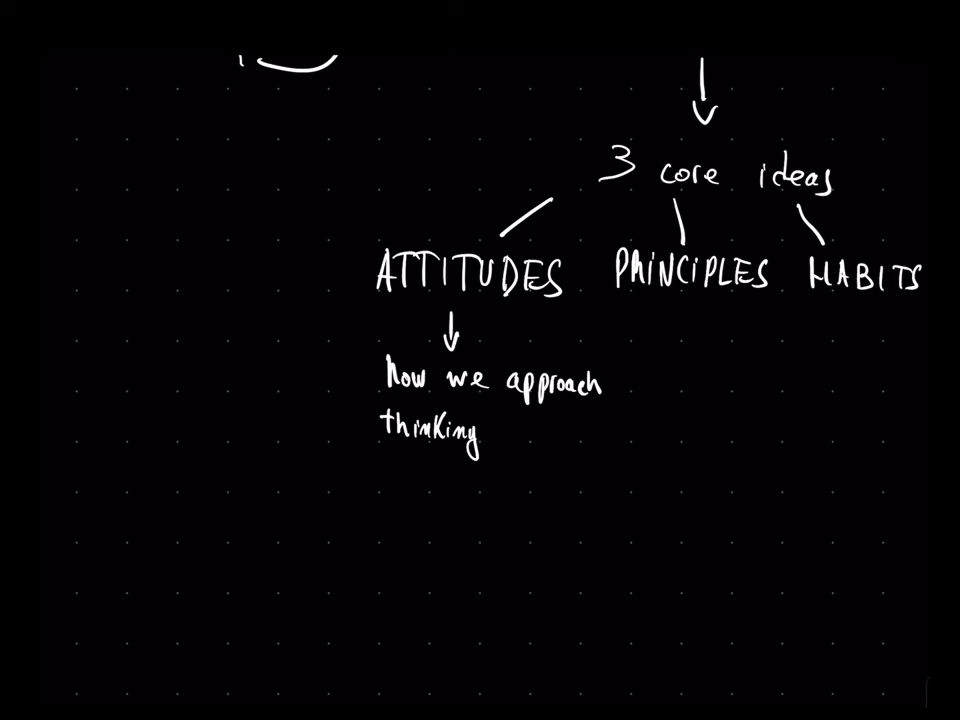 3 core ideas
ATTITUDES PRINCIPLES HABITS
how we approach
thinking